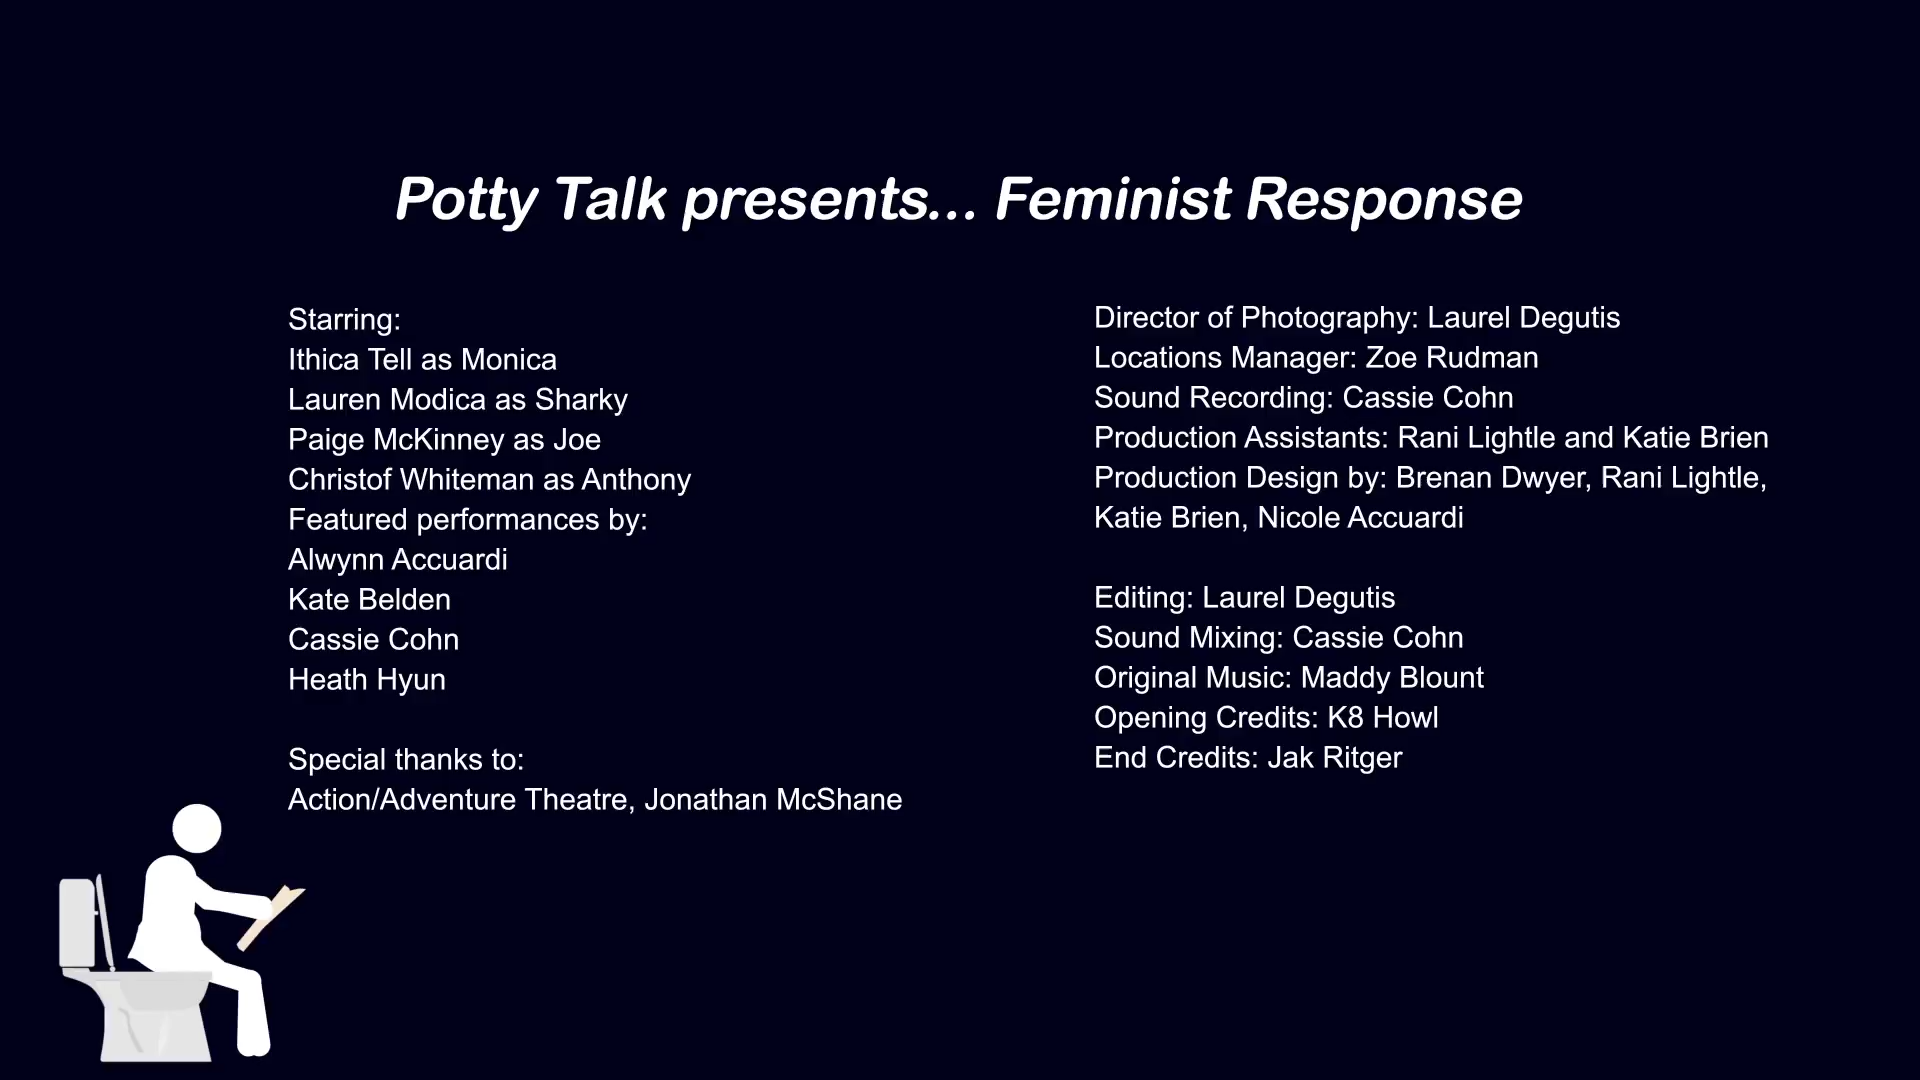 Potty Talk presents... Feminist Response
Starring:
Ithica Tell as Monica
Lauren Modica as Sharky
Paige McKinney as Joe
Christof Whiteman as Anthony
Featured performances by:
Alwynn Accuardi
Kate Belden
Cassie Cohn
Heath Hyun
Special thanks to:
Action/Adventure Theatre, Jonathan McShane
Director of Photography: Laurel Degutis
Locations Manager: Zoe Rudman
Sound Recording: Cassie Cohn
Production Assistants: Rani Lightle and Katie Brien
Production Design by: Brenan Dwyer, Rani Lightle,
Katie Brien, Nicole Accuardi
Editing: Laurel Degutis
Sound Mixing: Cassie Cohn
Original Music: Maddy Blount
Opening Credits: K8 Howl
End Credits: Jak Ritger